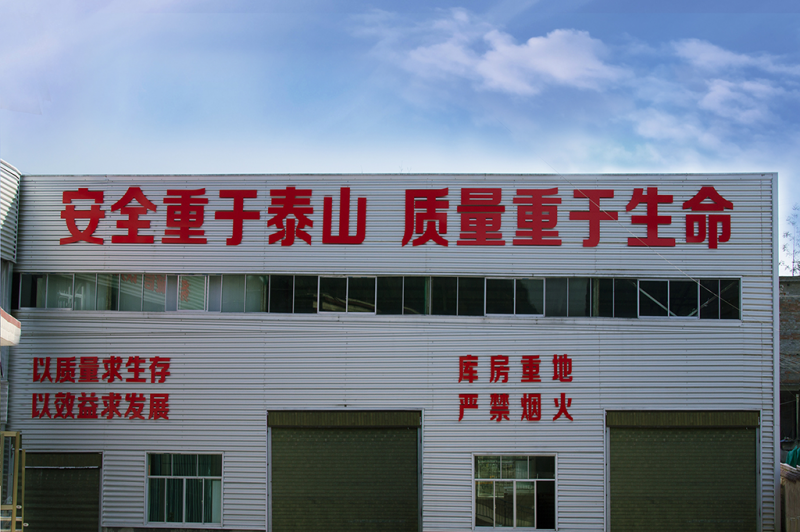 安全重于泰山 质量重于生命
以质量求生存
以效益求发展
库房重地
严禁烟火